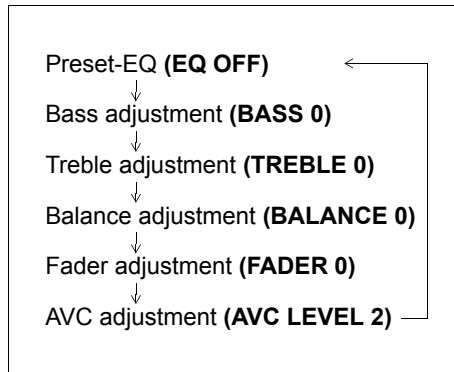 Preset-EQ (EQ OFF)
Bass adjustment (BASS 0)
Treble adjustment (TREBLE 0)
Balance adjustment (BALANCE 0)
Fader adjustment (FADER 0)
AVC adjustment (AVC LEVEL 2)